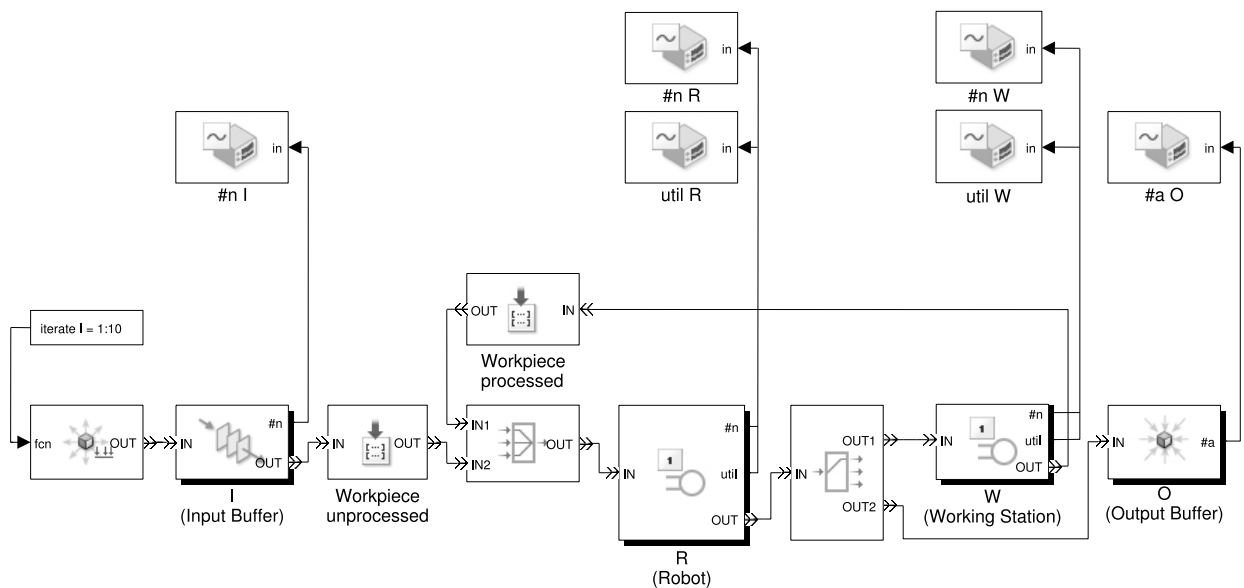 in
#n R
in
#n W
in
#n I
in
util R
in
util W
in
#a O
OUT
[...]
[...]
IN
iterate I = 1:10
Workpiece
processed
fcn
OUT
IN
#n
OUT
I
(Input Buffer)
IN
[...]
[...]
OUT
Workpiece
unprocessed
IN1
IN2
OUT
IN
1
#n
util
OUT
R
(Robot)
IN
OUT1
OUT2
IN
1
#n
util
OUT
W
(Working Station)
IN
#a
O
(Output Buffer)